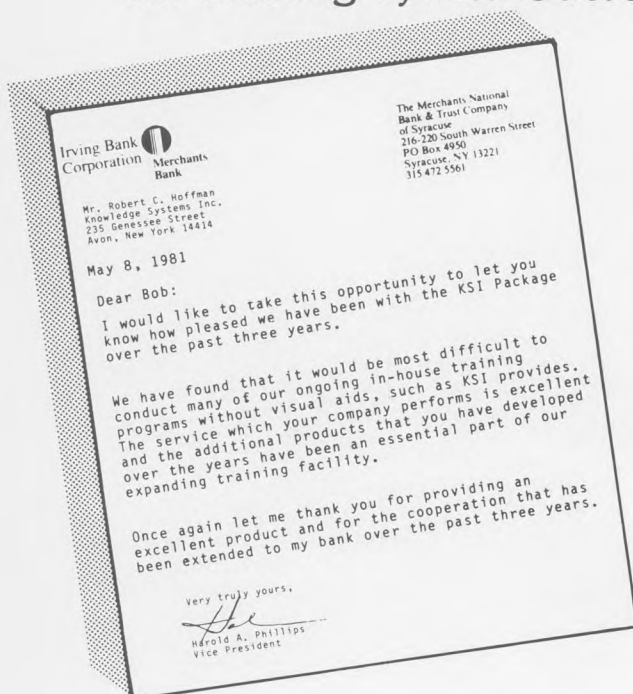 Irving Bank
Corporation
Merchants
Bank
The Merchants National
Bank & Trust Company
of Syracuse
216-220 South Warren Street
PO Box 4950
Syracuse, NY 13221
315 472 5561
Mr. Robert C. Hoffman
Knowledge Systems Inc.
235 Genessee Street
Avon, New York 14414
May 8, 1981
Dear Bob:
I would like to take this opportunity to let you
know how pleased we have been with the KSI Package
over the past three years.
We have found that it would be most difficult to
conduct many of our ongoing in-house training
programs without visual aids, such as KSI provides.
The service which your company performs is excellent
and the additional products that you have developed
over the years have been an essential part of our
expanding training facility.
Once again let me thank you for providing an
excellent product and for the cooperation that has
been extended to my bank over the past three years.
Very truly yours,
Hal
Harold A. Phillips
Vice President